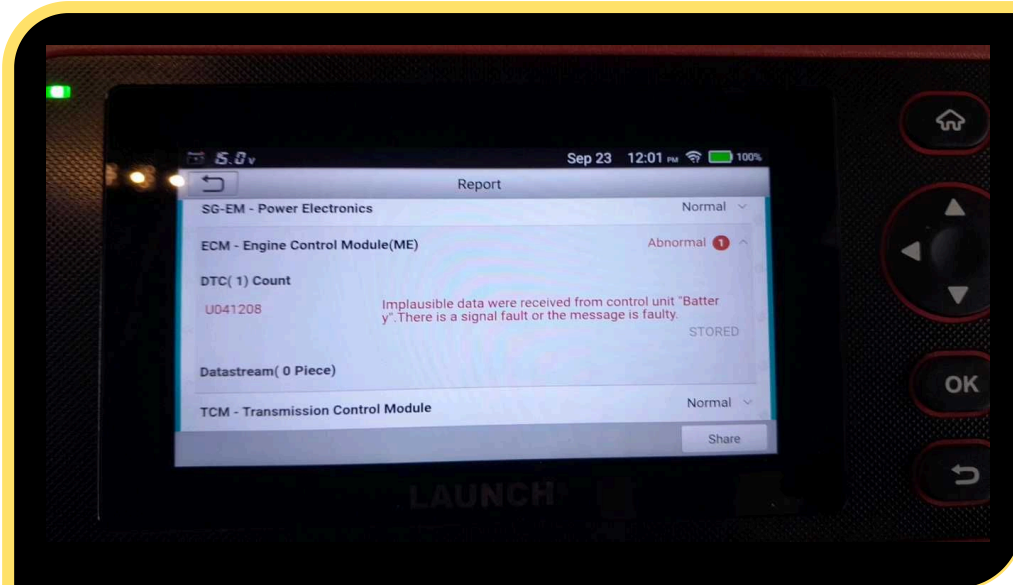 15.0 v Sep 23 12:01 PM 100%
Report
SG-EM - Power Electronics Normal
ECM - Engine Control Module(ME) Abnormal 1
DTC( 1) Count
U041208 Implausible data were received from control unit "Batter
y".There is a signal fault or the message is faulty.
STORED
Datastream( 0 Piece)
TCM - Transmission Control Module Normal
Share
LAUNCH
OK